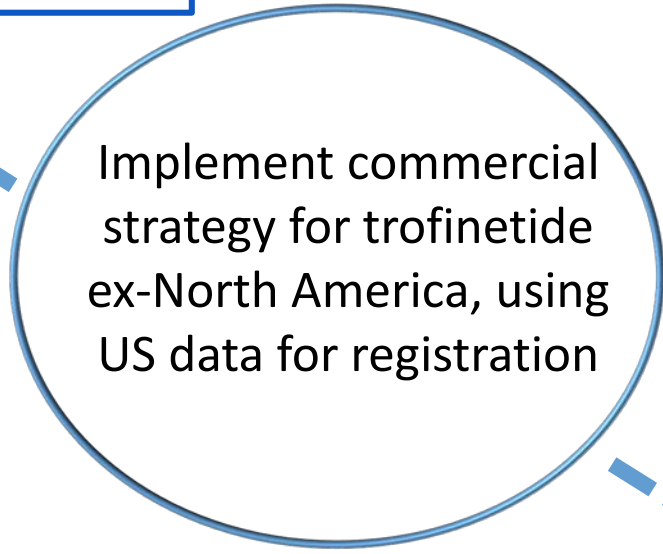 Implement commercial
strategy for trofinetide
ex-North America, using
US data for registration